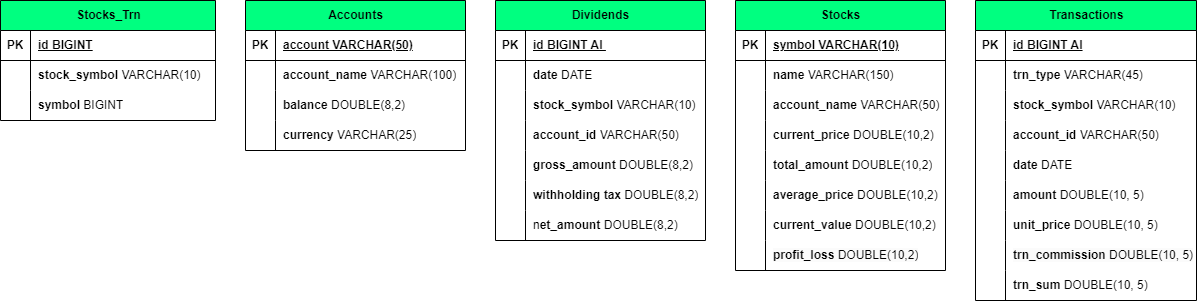 Stocks_Trn
PK id BIGINT
stock_symbol VARCHAR(10)
symbol BIGINT
Accounts
PK account VARCHAR(50)
account_name VARCHAR(100)
balance DOUBLE(8,2)
currency VARCHAR(25)
Dividends
PK id BIGINT AI
date DATE
stock_symbol VARCHAR(10)
account_id VARCHAR(50)
gross_amount DOUBLE(8,2)
withholding tax DOUBLE(8,2)
net_amount DOUBLE(8,2)
Stocks
PK symbol VARCHAR(10)
name VARCHAR(150)
account_name VARCHAR(50)
current_price DOUBLE(10,2)
total_amount DOUBLE(10,2)
average_price DOUBLE(10,2)
current_value DOUBLE(10,2)
profit_loss DOUBLE(10,2)
Transactions
PK id BIGINT AI
trn_type VARCHAR(45)
stock_symbol VARCHAR(10)
account_id VARCHAR(50)
date DATE
amount DOUBLE(10, 5)
unit_price DOUBLE(10, 5)
trn_commission DOUBLE(10, 5)
trn_sum DOUBLE(10, 5)